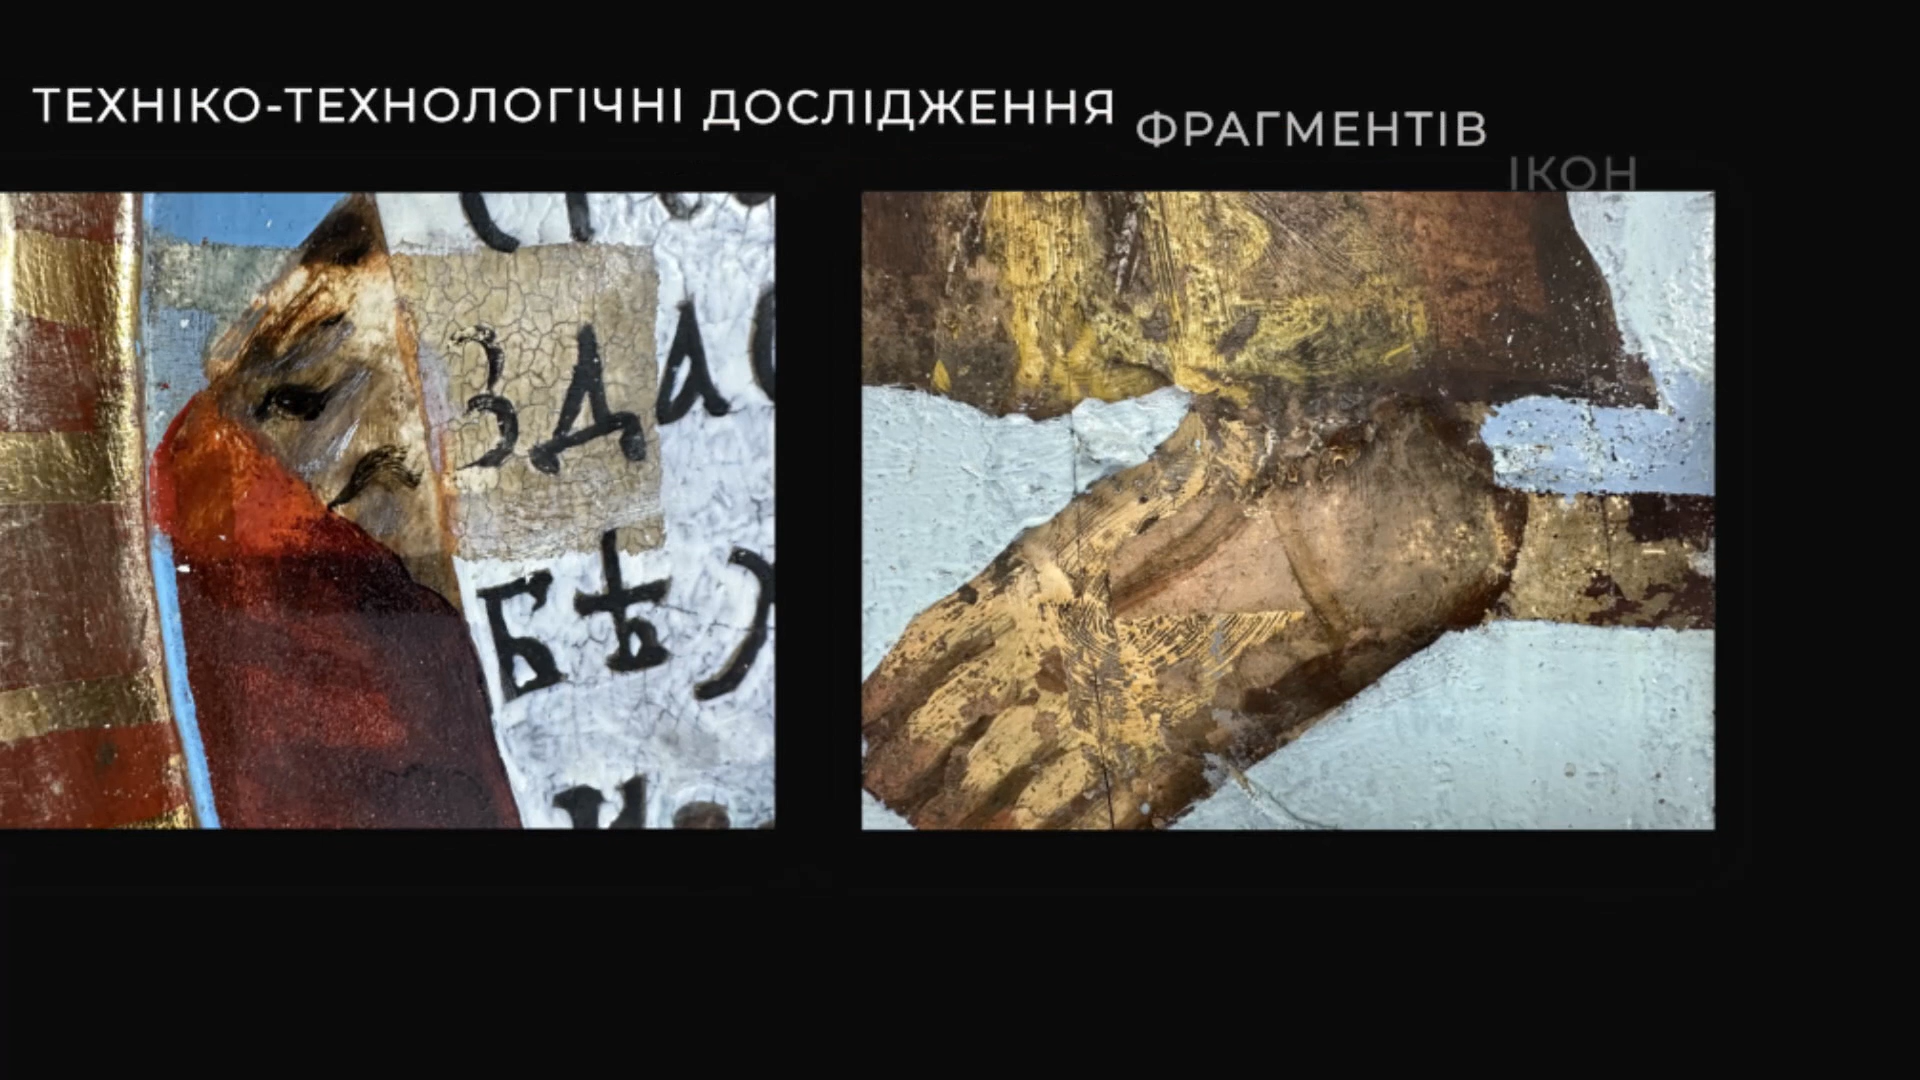 ТЕХНІКО-ТЕХНОЛОГІЧНІ ДОСЛІДЖЕННЯ ФРАГМЕНТІВ ІКОН
ЗДА
БѢ